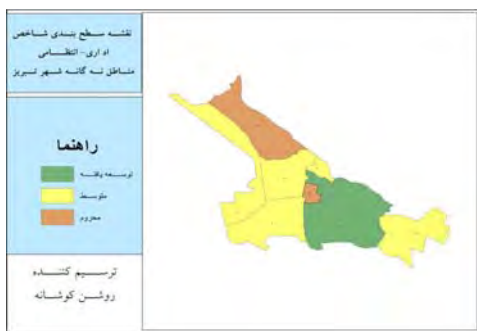 نقشه سطح بندی شاخص
اداری-انتظامی
مناطق نه گانه شهر تبریز
راهنما
توسعه یافته
متوسط
محروم
ترسیم کننده
روشن کوشانه